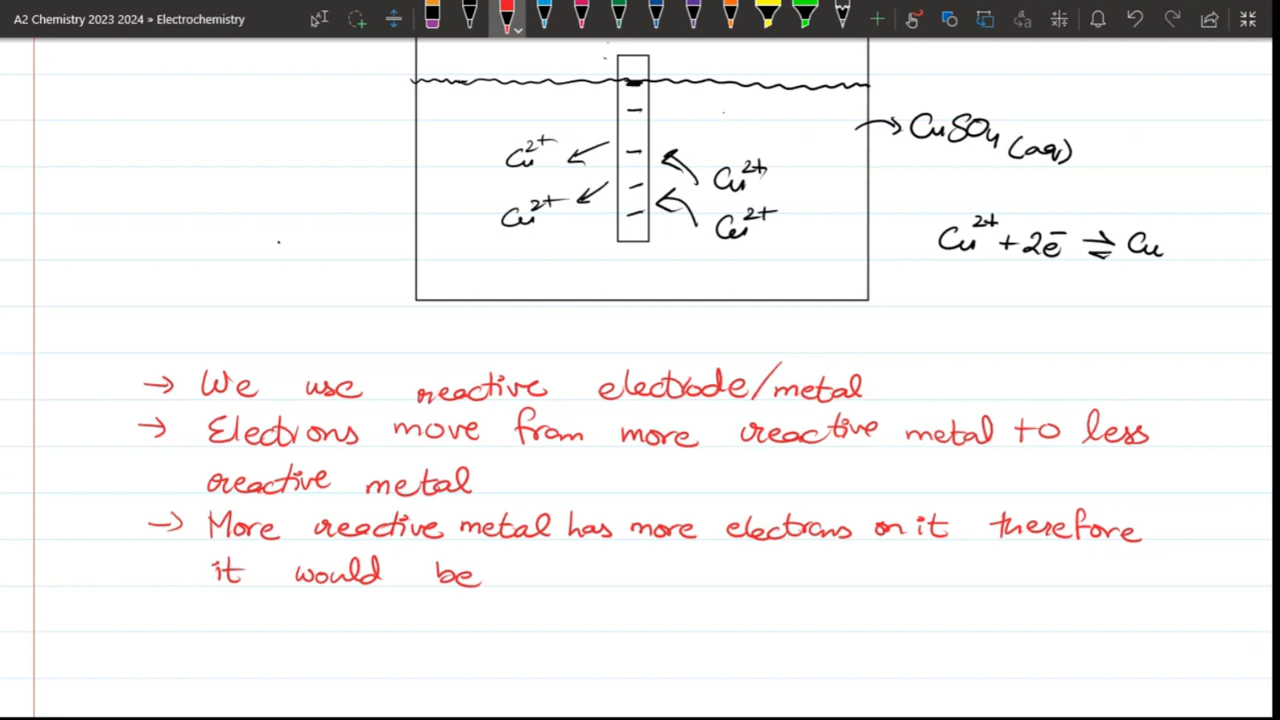 A2 Chemistry 2023 2024 » Electrochemistry
CuSO₄ (aq)
Cu²⁺ Cu²⁺
Cu²⁺ Cu²⁺
Cu²⁺ + 2e⁻ ⇌ Cu
→ We use reactive electrode/metal
→ Electrons move from more reactive metal to less
reactive metal
→ More reactive metal has more electrons on it therefore
it would be